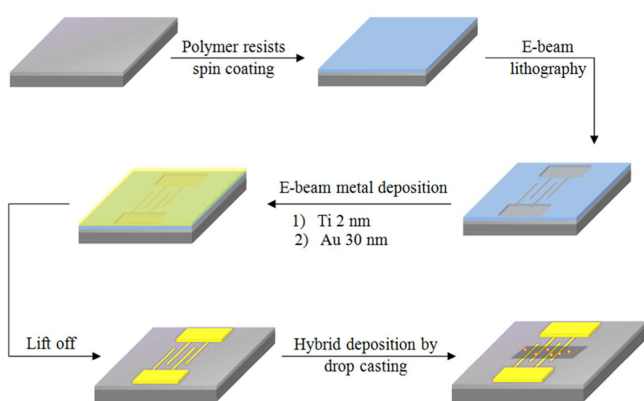 Polymer resists
spin coating
E-beam
lithography
E-beam metal deposition
1) Ti 2 nm
2) Au 30 nm
Lift off
Hybrid deposition by
drop casting